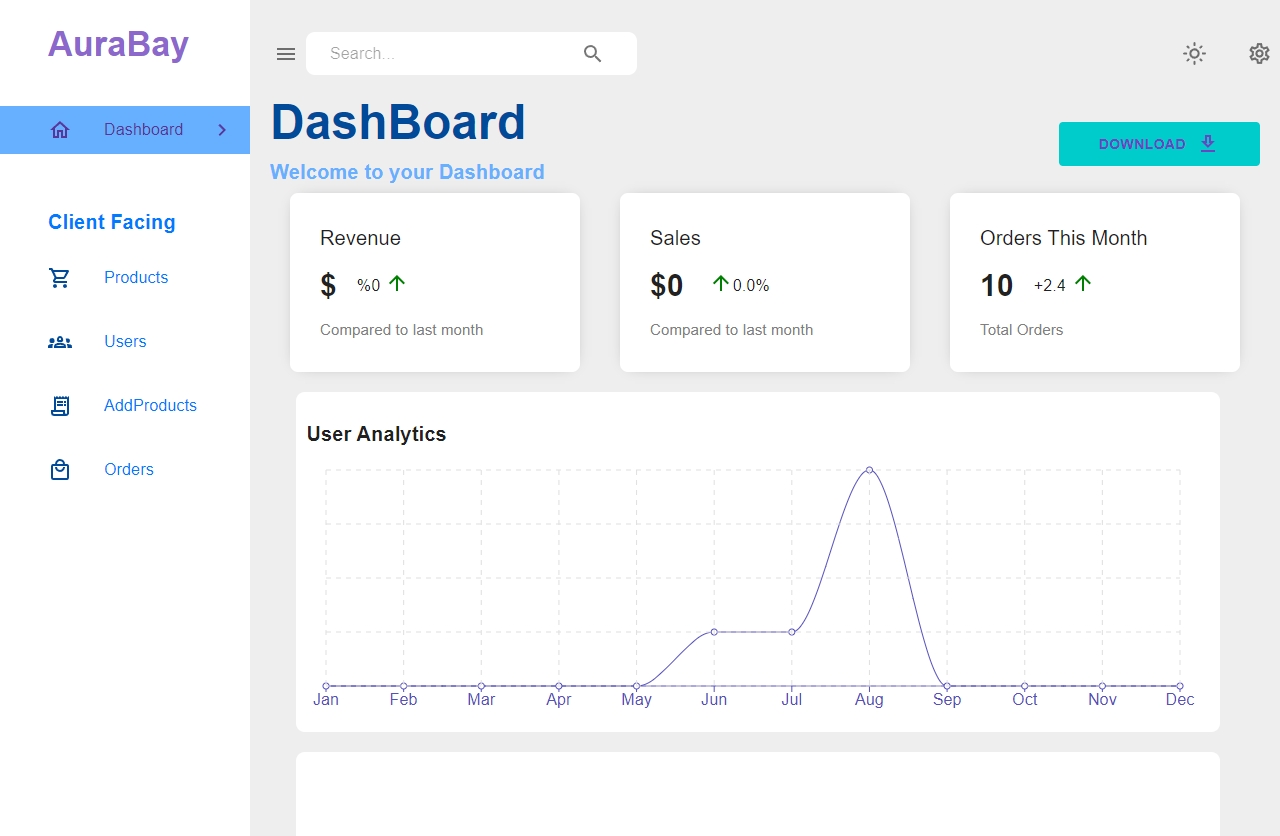 AuraBay
Search...
Dashboard
DashBoard
DOWNLOAD
Welcome to your Dashboard
Client Facing
Products
Users
AddProducts
Orders
Revenue
$ %0
Compared to last month
Sales
$0 0.0%
Compared to last month
Orders This Month
10 +2.4
Total Orders
User Analytics
Jan Feb Mar Apr May Jun Jul Aug Sep Oct Nov Dec